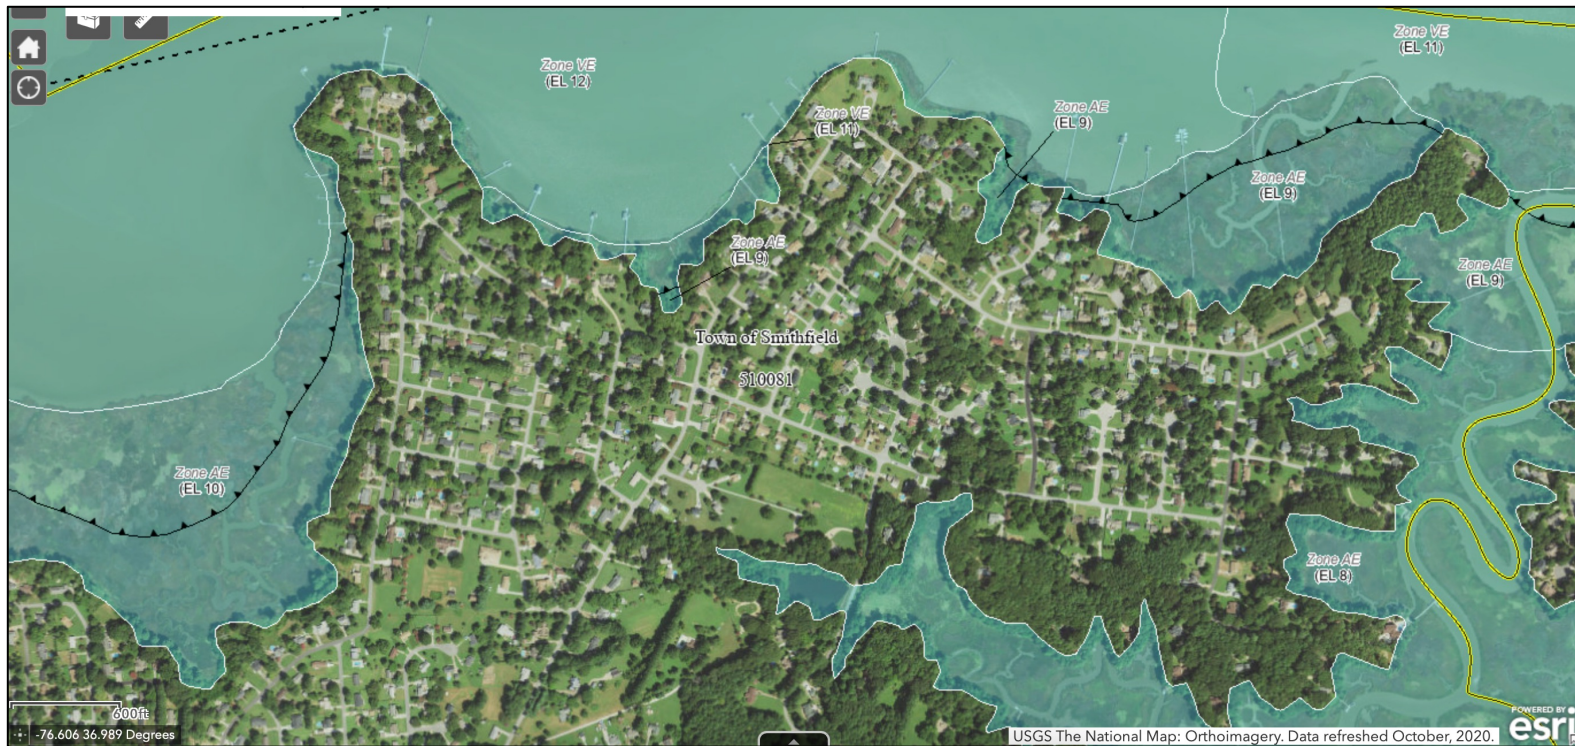 Zone VE
(EL 12)
Zone VE
(EL 11)
Zone VE
(EL 11)
Zone AE
(EL 9)
Zone AE
(EL 9)
Zone AE
(EL 9)
Zone AE
(EL 9)
Town of Smithfield
510081
Zone AE
(EL 10)
Zone AE
(EL 8)
600ft
-76.606 36.989 Degrees
POWERED BY
esri
USGS The National Map: Orthoimagery. Data refreshed October, 2020.